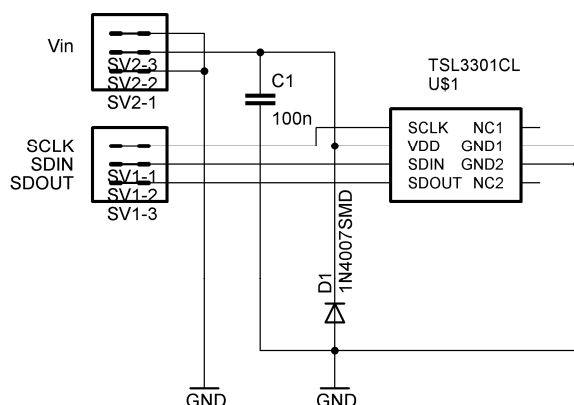 Vin
SV2-3
SV2-2
SV2-1
C1
100n
TSL3301CL
U$1
SCLK
SDIN
SDOUT
SV1-1
SV1-2
SV1-3
SCLK NC1
VDD GND1
SDIN GND2
SDOUT NC2
D1
1N4007SMD
GND
GND